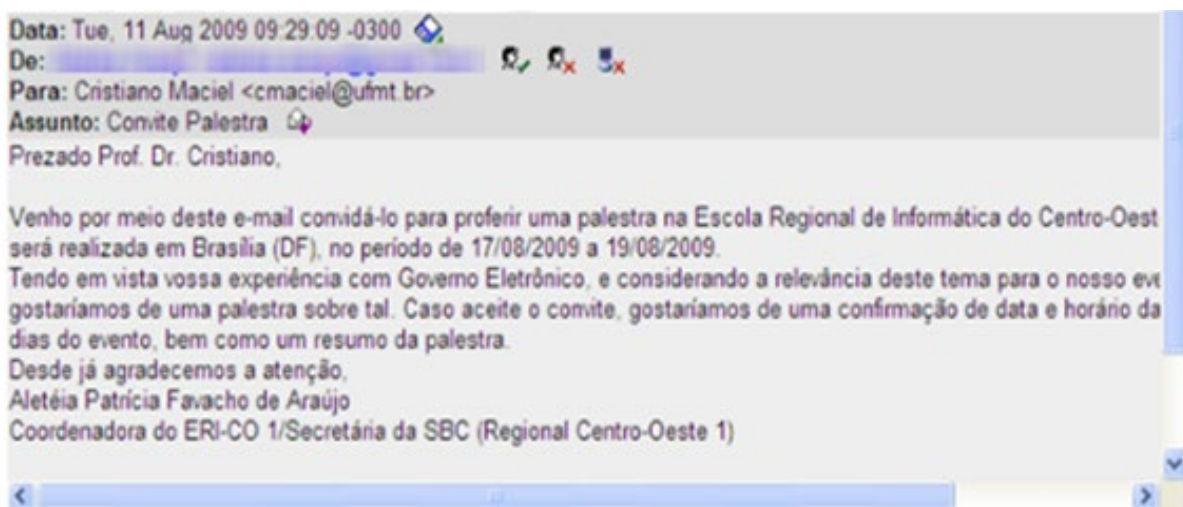 Data: Tue, 11 Aug 2009 09:29:09 -0300
De:
Para: Cristiano Maciel <cmaciel@ufmt.br>
Assunto: Convite Palestra
Prezado Prof. Dr. Cristiano,
Venho por meio deste e-mail convidá-lo para proferir uma palestra na Escola Regional de Informática do Centro-Oest
será realizada em Brasília (DF), no período de 17/08/2009 a 19/08/2009.
Tendo em vista vossa experiência com Governo Eletrônico, e considerando a relevância deste tema para o nosso eve
gostaríamos de uma palestra sobre tal. Caso aceite o convite, gostaríamos de uma confirmação de data e horário da
dias do evento, bem como um resumo da palestra.
Desde já agradecemos a atenção,
Aletéia Patrícia Favacho de Araújo
Coordenadora do ERI-CO 1/Secretária da SBC (Regional Centro-Oeste 1)